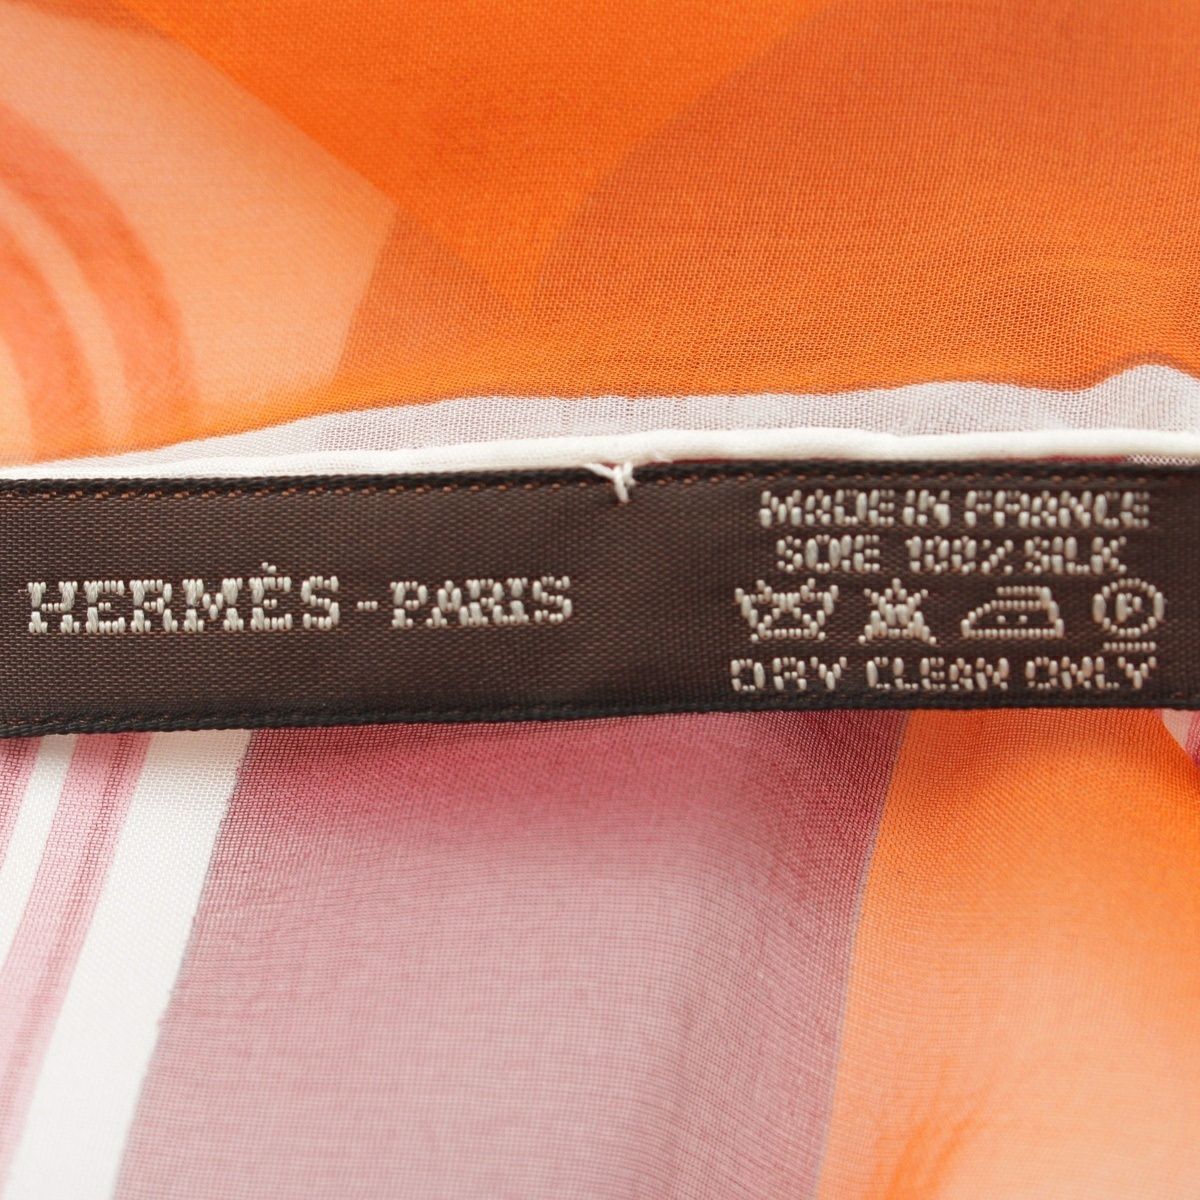 HERMÈS-PARIS
MADE IN FRANCE
SOIE 100% SILK
P
DRY CLEAN ONLY